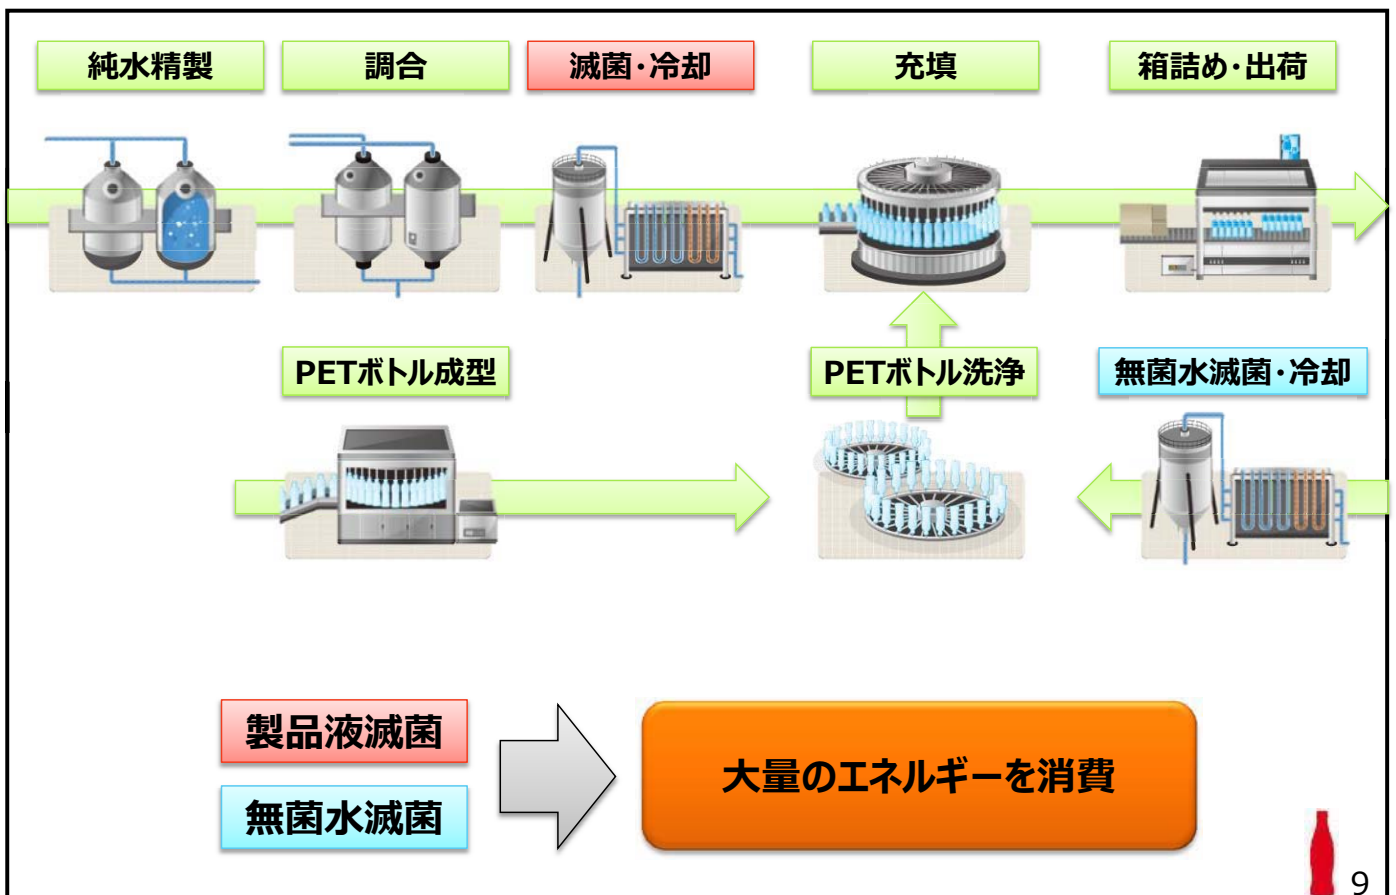 純水精製
調合
滅菌・冷却
充填
箱詰め・出荷
PETボトル成型
PETボトル洗浄
無菌水滅菌・冷却
製品液滅菌
無菌水滅菌
大量のエネルギーを消費
9